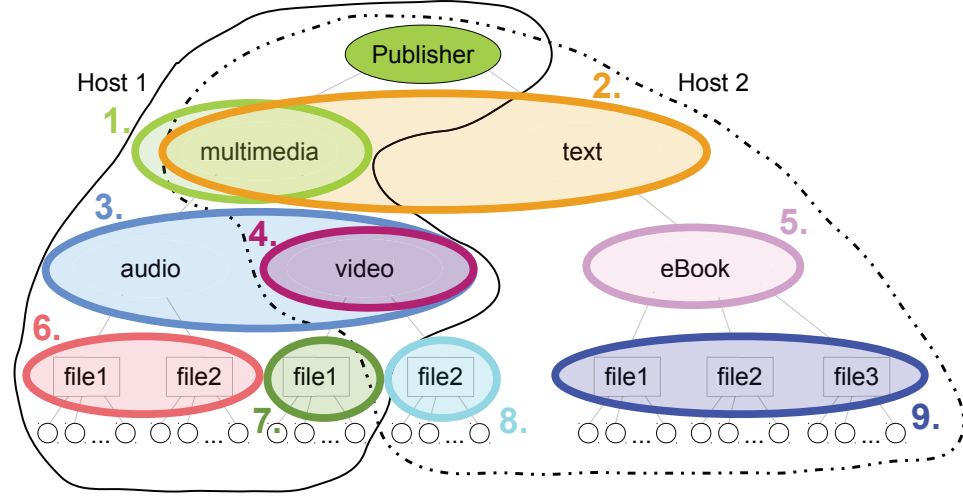 Publisher
Host 1
2.
Host 2
1.
multimedia
text
3.
4.
5.
audio
video
eBook
6.
file1
file2
file1
file2
file1
file2
file3
...
...
...
...
...
...
...
7.
8.
9.